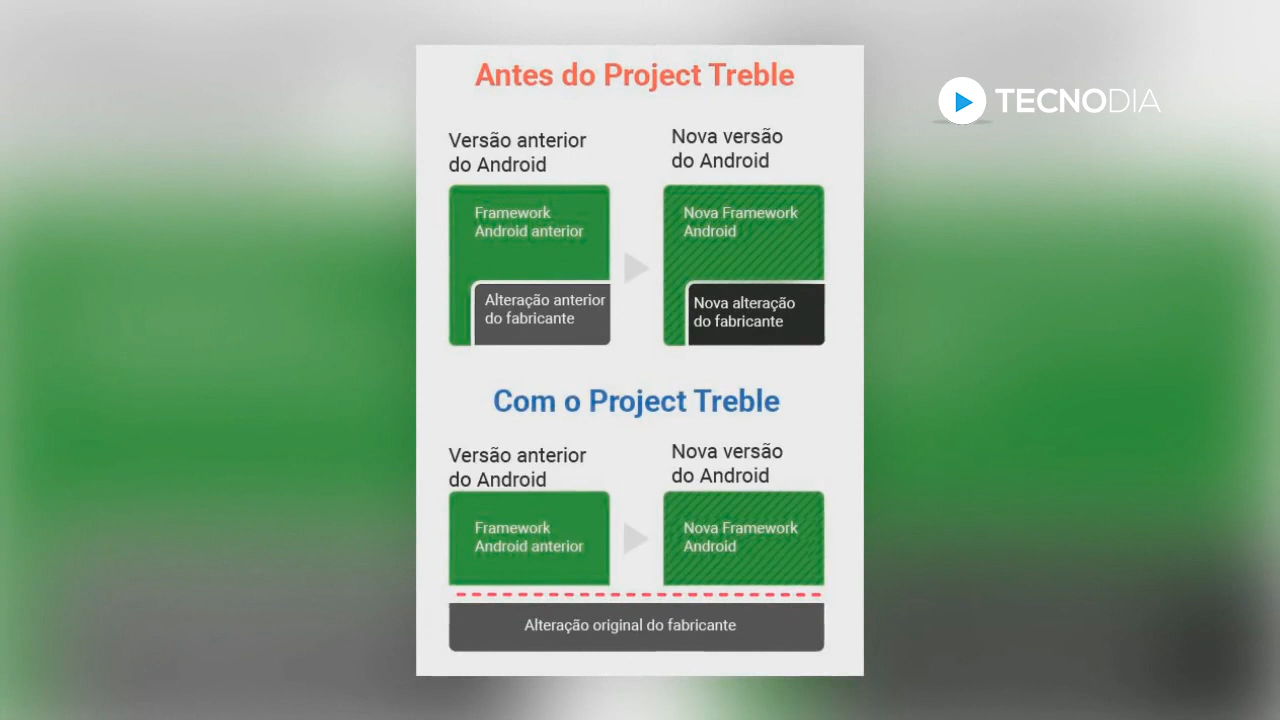 Antes do Project Treble
TECNODIA
Versão anterior
do Android
Nova versão
do Android
Framework
Android anterior
Nova Framework
Android
Alteração anterior
do fabricante
Nova alteração
do fabricante
Com o Project Treble
Versão anterior
do Android
Nova versão
do Android
Framework
Android anterior
Nova Framework
Android
Alteração original do fabricante